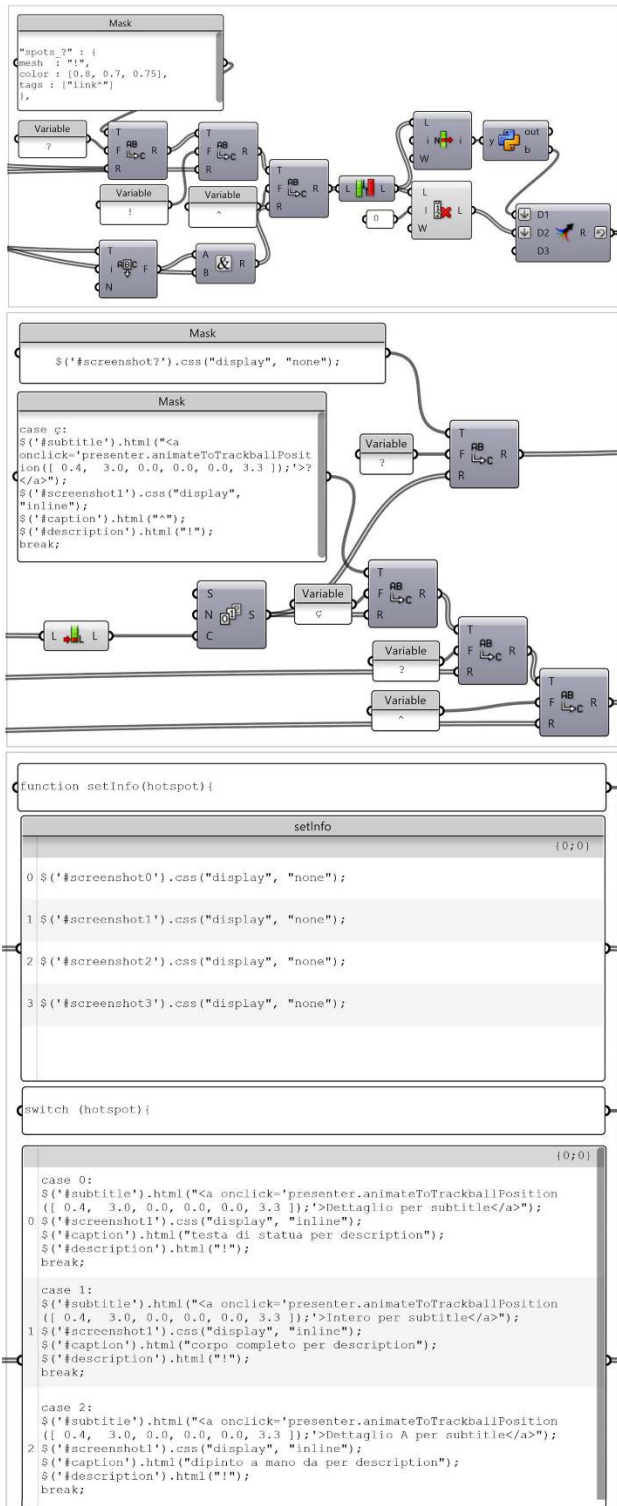 Mask
"spots_?" : {
mesh : "!",
color : [0.8, 0.7, 0.75],
tags : ["link^"]
},
Variable
?
T
F
R
AB
C
R
T
F
R
AB
C
R
Variable
!
Variable
^
T
F
R
AB
C
R
L
L
L
i
W
N
i
y
out
b
0
L
I
W
L
D1
D2
D3
R
T
i
N
F
A
B
&
R
Mask
$('#screenshot?').css("display", "none");
Mask
case ç:
$('#subtitle').html("<a
onclick='presenter.animateToTrackballPosit
ion([ 0.4,  3.0, 0.0, 0.0, 0.0, 3.3 ]);'>?
</a>");
$('#screenshot1').css("display",
"inline");
$('#caption').html("^");
$('#description').html("!");
break;
Variable
?
T
F
R
AB
C
R
L
L
S
N
C
S
Variable
ç
T
F
R
AB
C
R
Variable
?
T
F
R
AB
C
R
Variable
^
T
F
R
AB
C
R
function setInfo(hotspot){
setInfo
{0;0}
0 $('#screenshot0').css("display", "none");
1 $('#screenshot1').css("display", "none");
2 $('#screenshot2').css("display", "none");
3 $('#screenshot3').css("display", "none");
switch (hotspot){
{0;0}
case 0:
$('#subtitle').html("<a onclick='presenter.animateToTrackballPosition
([ 0.4,  3.0, 0.0, 0.0, 0.0, 3.3 ]);'>Dettaglio per subtitle</a>");
0 $('#screenshot1').css("display", "inline");
$('#caption').html("testa di statua per description");
$('#description').html("!");
break;
case 1:
$('#subtitle').html("<a onclick='presenter.animateToTrackballPosition
([ 0.4,  3.0, 0.0, 0.0, 0.0, 3.3 ]);'>Intero per subtitle</a>");
1 $('#screenshot1').css("display", "inline");
$('#caption').html("corpo completo per description");
$('#description').html("!");
break;
case 2:
$('#subtitle').html("<a onclick='presenter.animateToTrackballPosition
([ 0.4,  3.0, 0.0, 0.0, 0.0, 3.3 ]);'>Dettaglio A per subtitle</a>");
2 $('#screenshot1').css("display", "inline");
$('#caption').html("dipinto a mano da per description");
$('#description').html("!");
break;